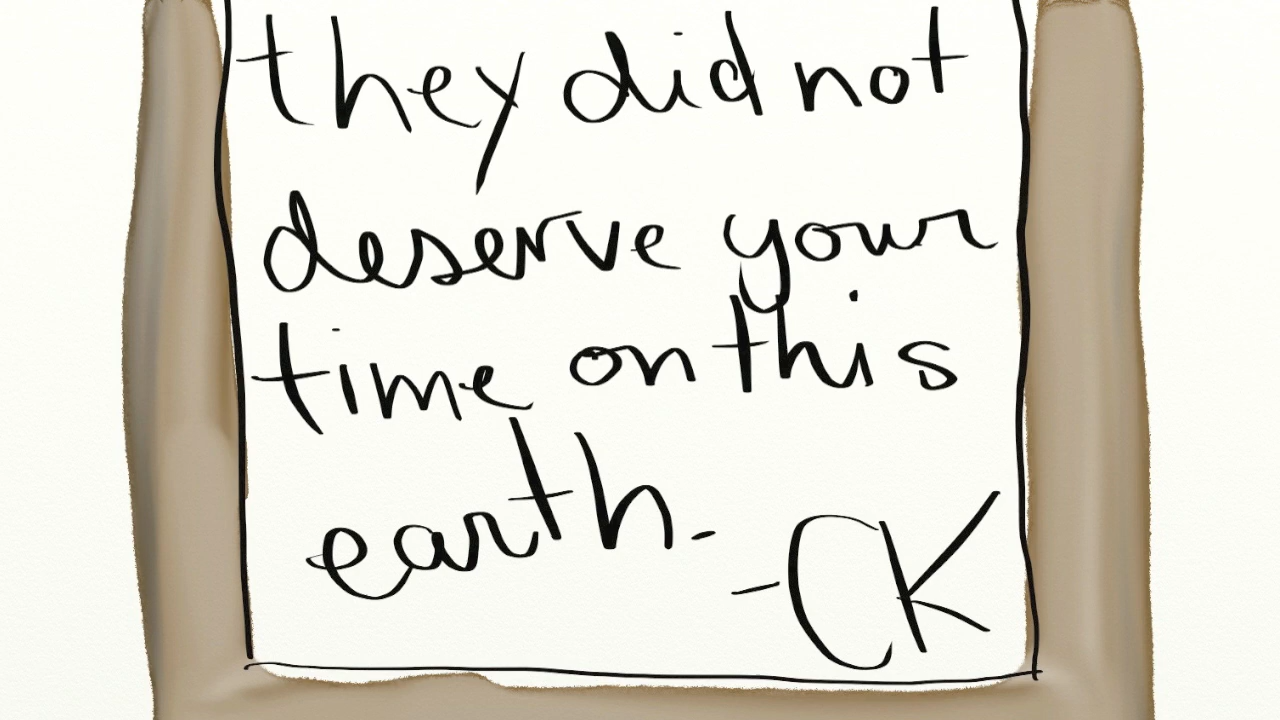 they did not
deserve your
time on this
earth.
-CK